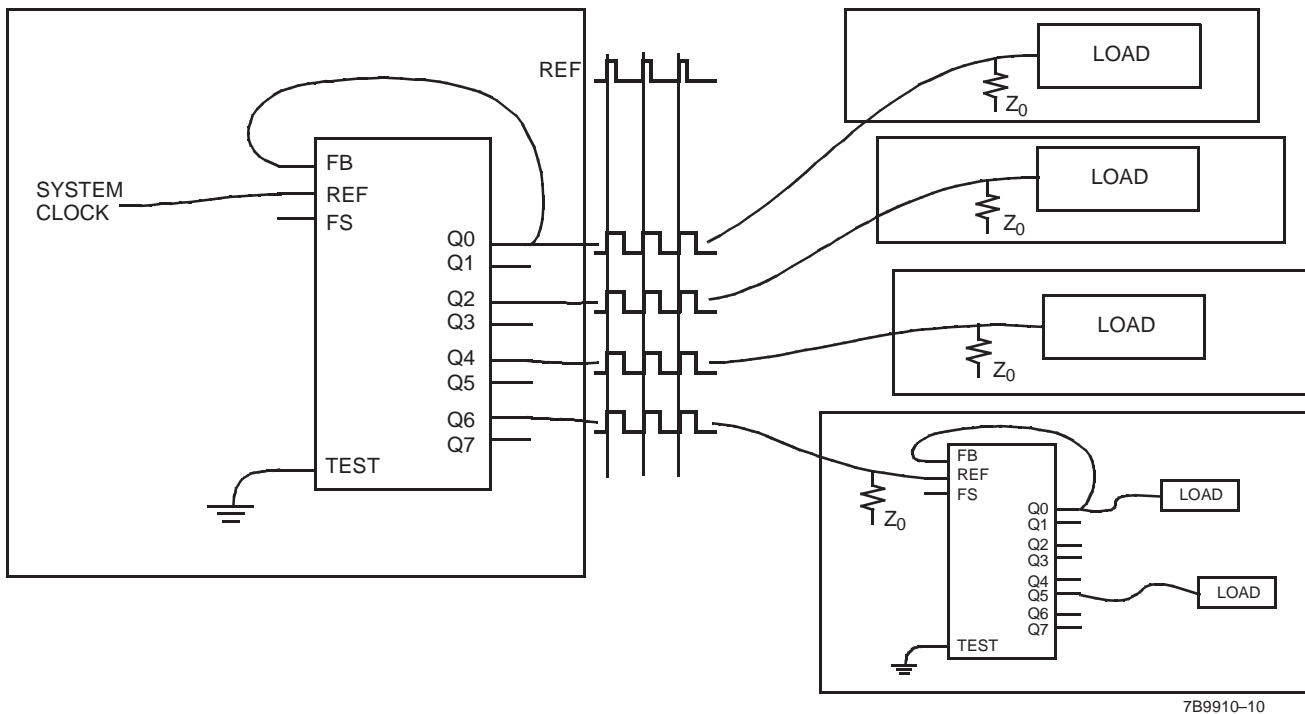 REF
LOAD
Z0
FB
SYSTEM
CLOCK
REF
FS
Q0
Q1
Q2
Q3
Q4
Q5
Q6
Q7
TEST
LOAD
Z0
LOAD
Z0
Z0
FB
REF
FS
Q0
Q1
Q2
Q3
Q4
Q5
Q6
Q7
TEST
LOAD
LOAD
7B9910–10